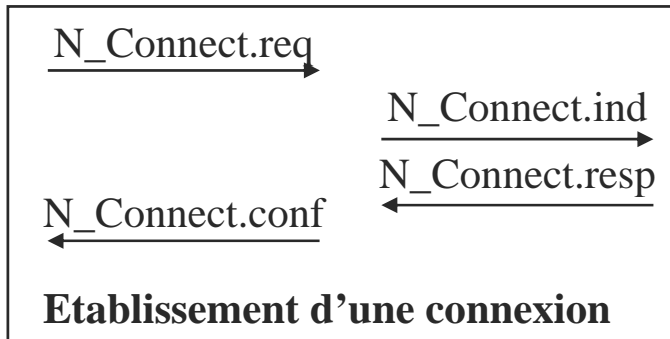 N_Connect.req
N_Connect.ind
N_Connect.resp
N_Connect.conf
Etablissement d’une connexion